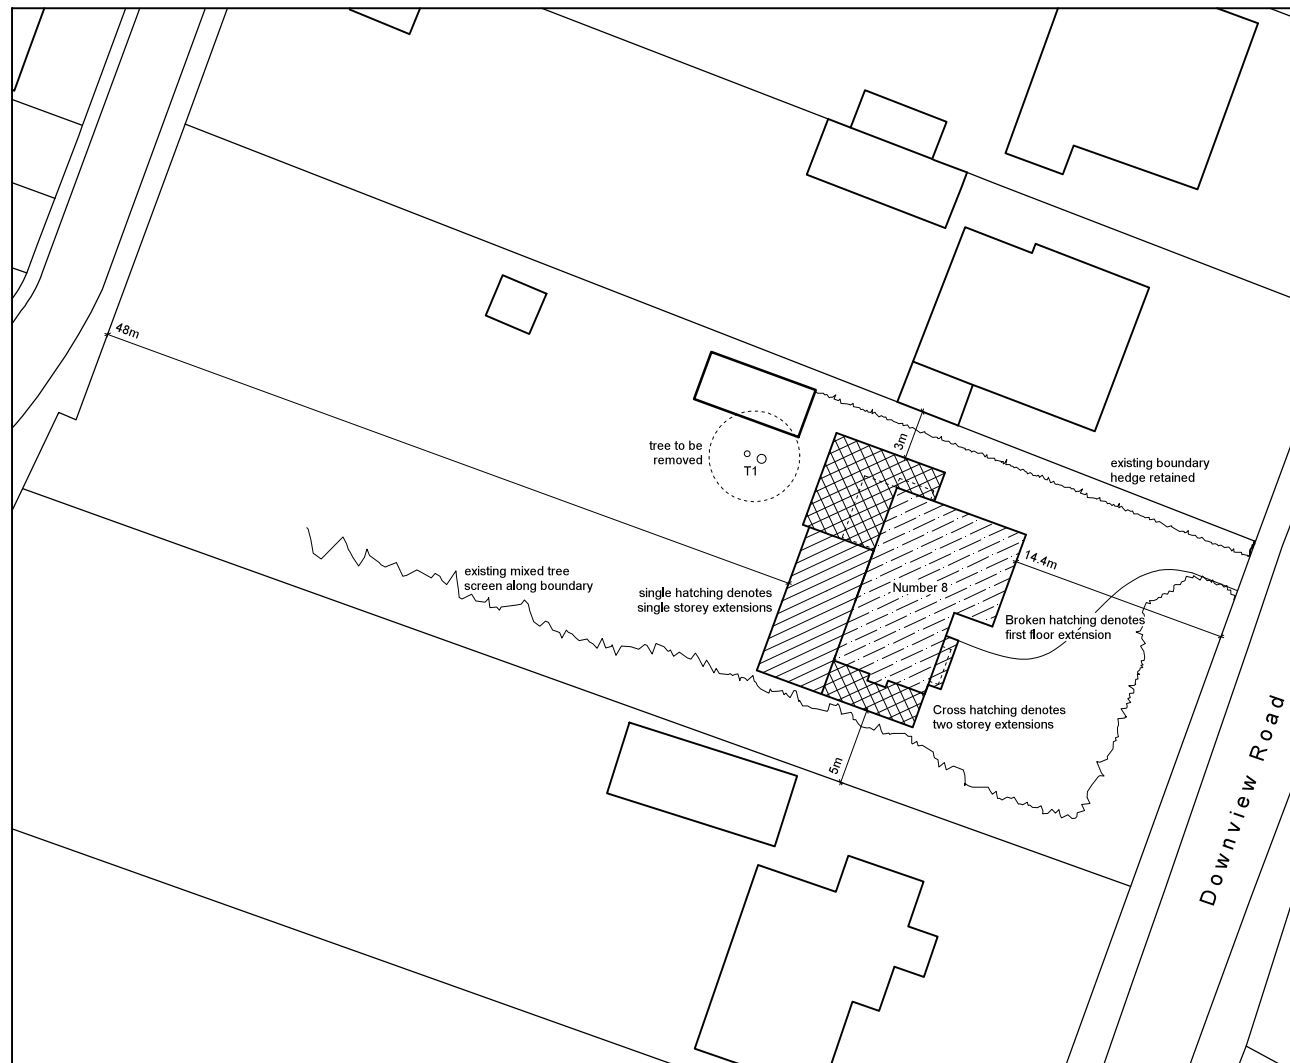 48m
3m
tree to be
removed
T1
existing boundary
hedge retained
14.4m
existing mixed tree
screen along boundary
single hatching denotes
single storey extensions
Number 8
Broken hatching denotes
first floor extension
Cross hatching denotes
two storey extensions
5m
Downview Road